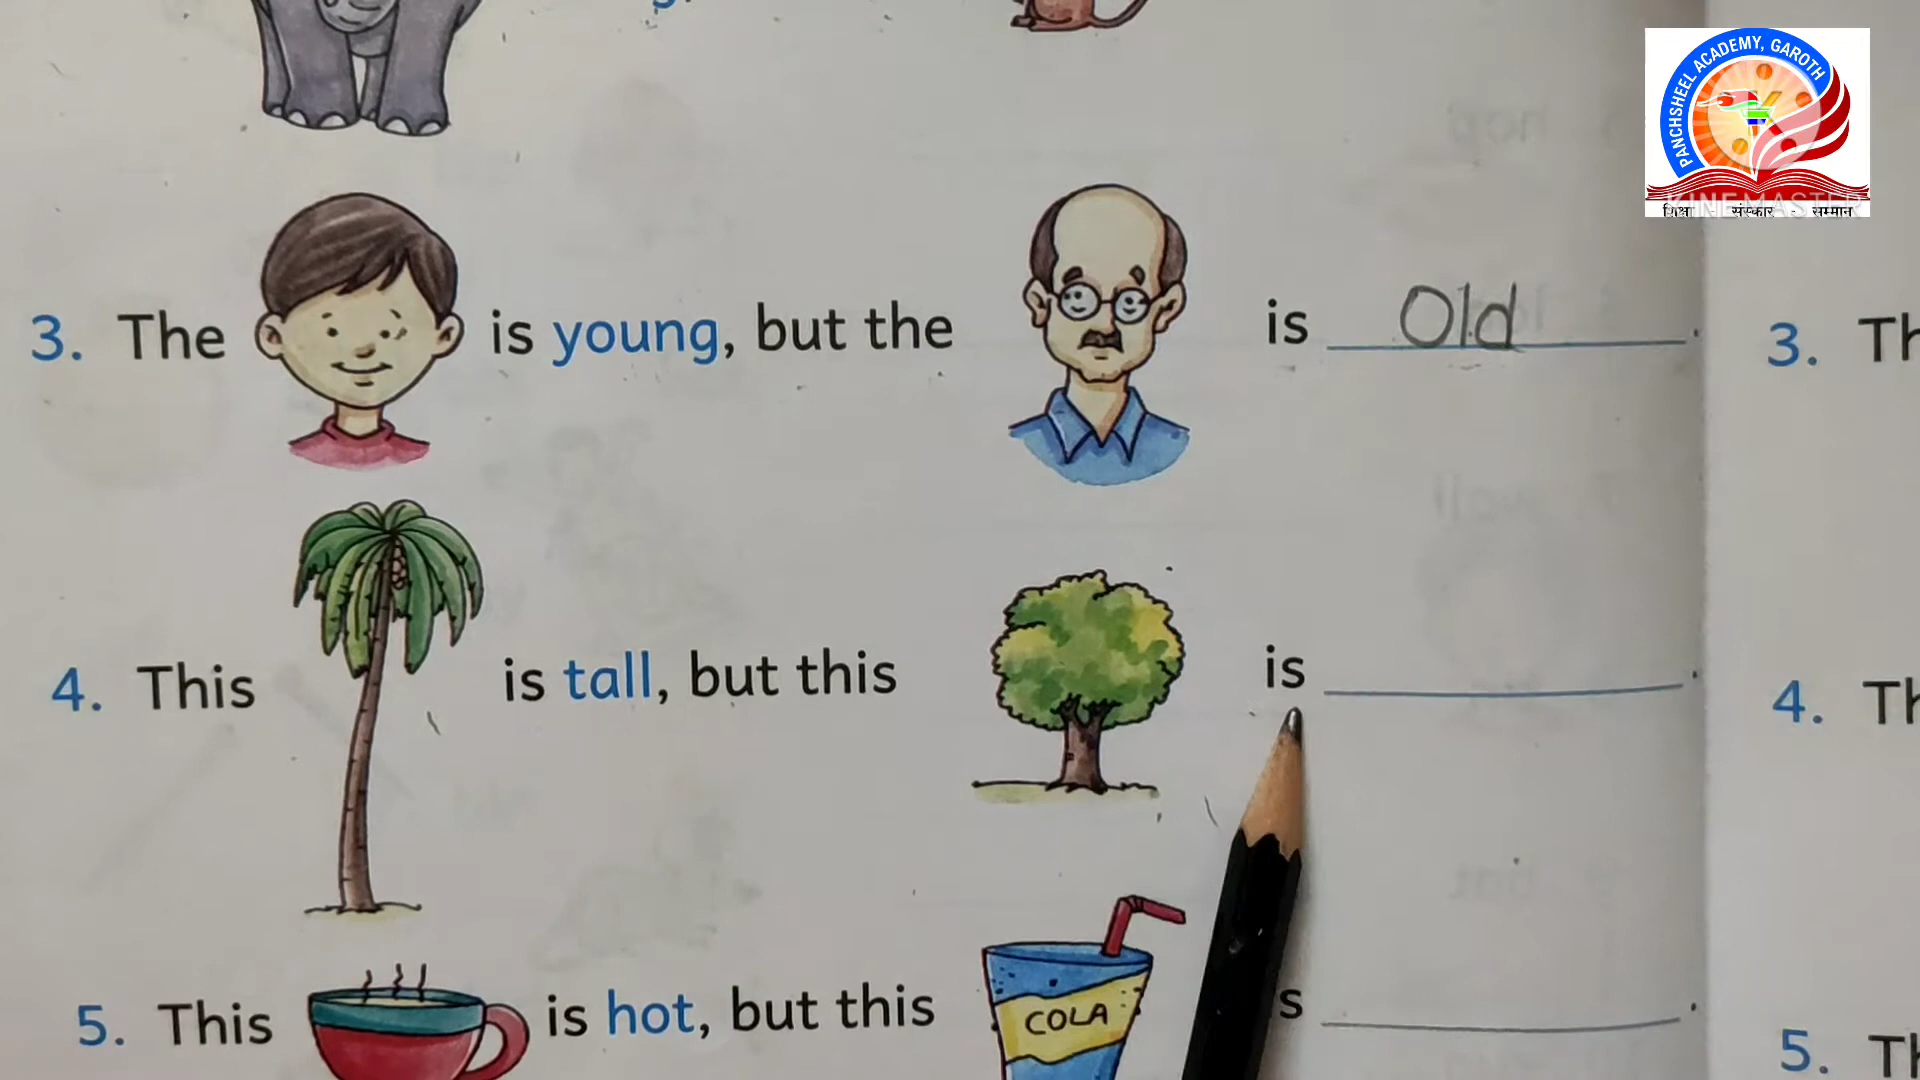 PANCHSHEEL ACADEMY, GAROTH
KINEMASTER
शिक्षा संस्कार - सम्मान
3. The is young, but the is Old.
4. This is tall, but this is .
5. This is hot, but this is .
COLA
3. Th
4. Th
5. Th